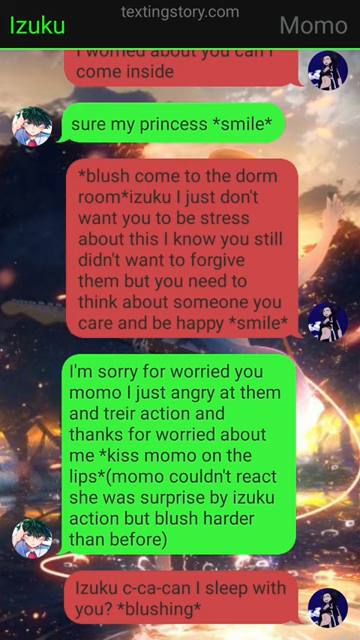 textingstory.com
Izuku
Momo
I worried about you can I
come inside
sure my princess *smile*
*blush come to the dorm
room*izuku I just don't
want you to be stress
about this I know you still
didn't want to forgive
them but you need to
think about someone you
care and be happy *smile*
I'm sorry for worried you
momo I just angry at them
and treir action and
thanks for worried about
me *kiss momo on the
lips*(momo couldn't react
she was surprise by izuku
action but blush harder
than before)
Izuku c-ca-can I sleep with
you? *blushing*